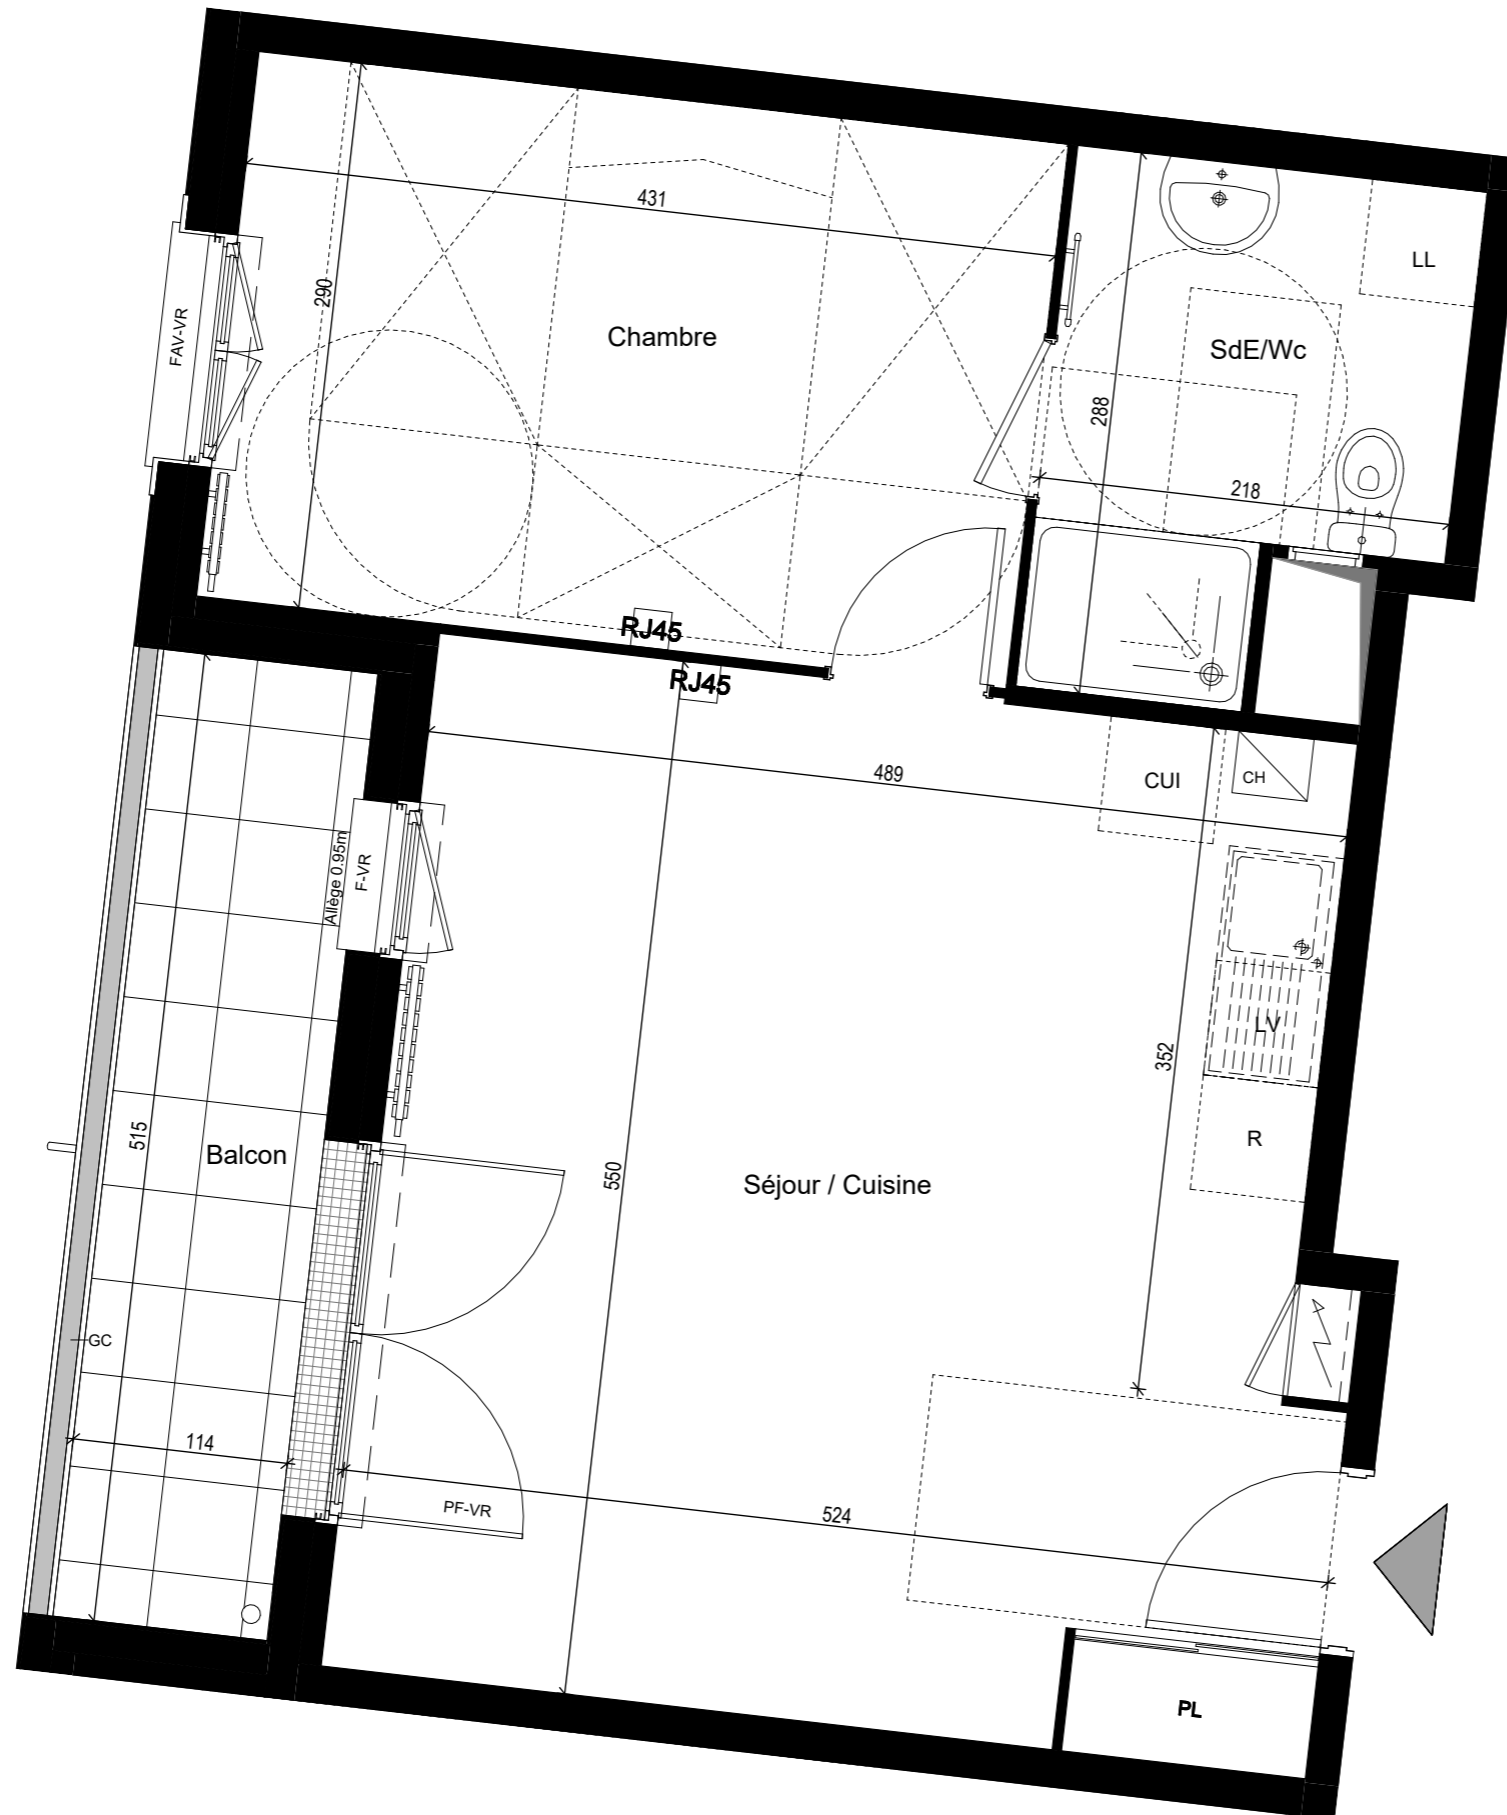 431
290
Chambre
FAV-VR
LL
SdE/Wc
288
218
RJ45
RJ45
489
CUI
CH
Allège 0.95m
F-VR
LV
352
R
515
Balcon
550
Séjour / Cuisine
GC
114
PF-VR
524
PL